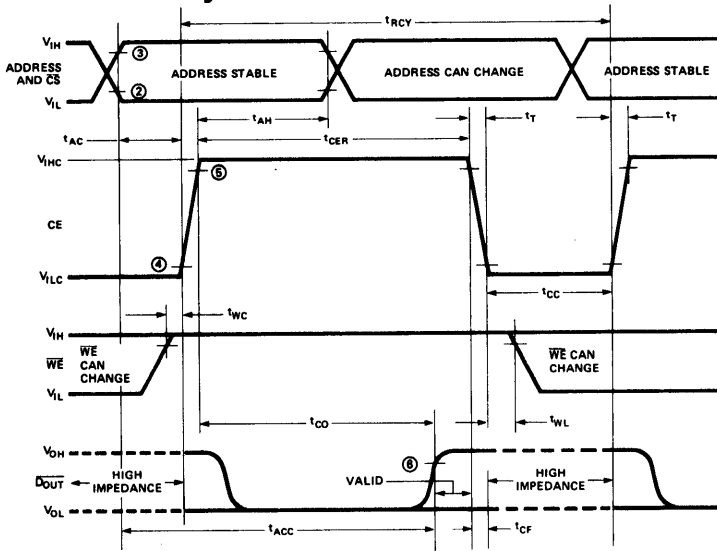 tRCY
VIH
ADDRESS AND CS
VIL
③
②
ADDRESS STABLE
ADDRESS CAN CHANGE
ADDRESS STABLE
tAC
tAH
tCER
tT
tT
VIHC
⑤
CE
④
VILC
tCC
tWC
VIH
WE
WE CAN CHANGE
VIL
WE CAN CHANGE
tCO
tWL
VOH
⑥
DOUT
HIGH IMPEDANCE
VALID
HIGH IMPEDANCE
VOL
tACC
tCF